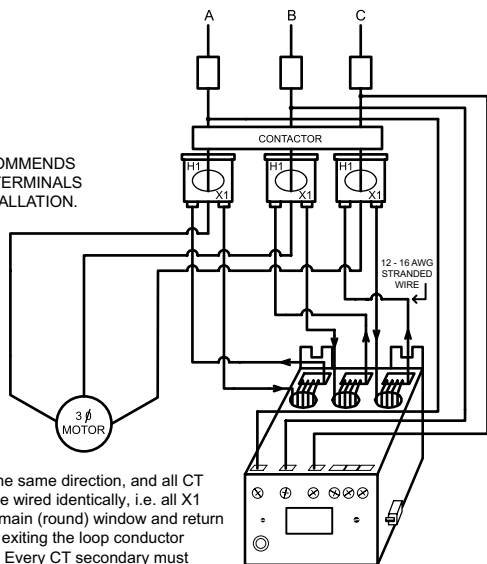 A B C
CONTACTOR
OMMENDS
TERMINALS
ALLATION.
H1 H1 H1
X1 X1 X1
12 - 16 AWG
STRANDED
WIRE
3 ϕ
MOTOR
ne same direction, and all CT
e wired identically, i.e. all X1
main (round) window and return
exiting the loop conductor
Every CT secondary must